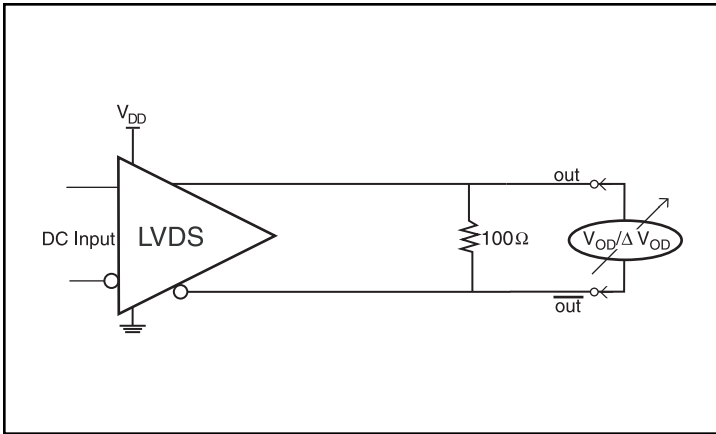 V_DD
out
DC Input
LVDS
100Ω
V_OD/Δ V_OD
out